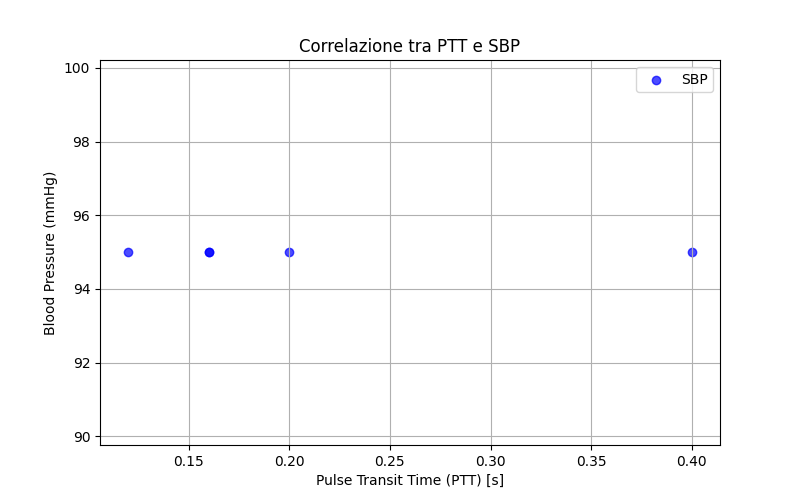 Correlazione tra PTT e SBP
SBP
100
98
96
94
92
90
Blood Pressure (mmHg)
0.15 0.20 0.25 0.30 0.35 0.40
Pulse Transit Time (PTT) [s]